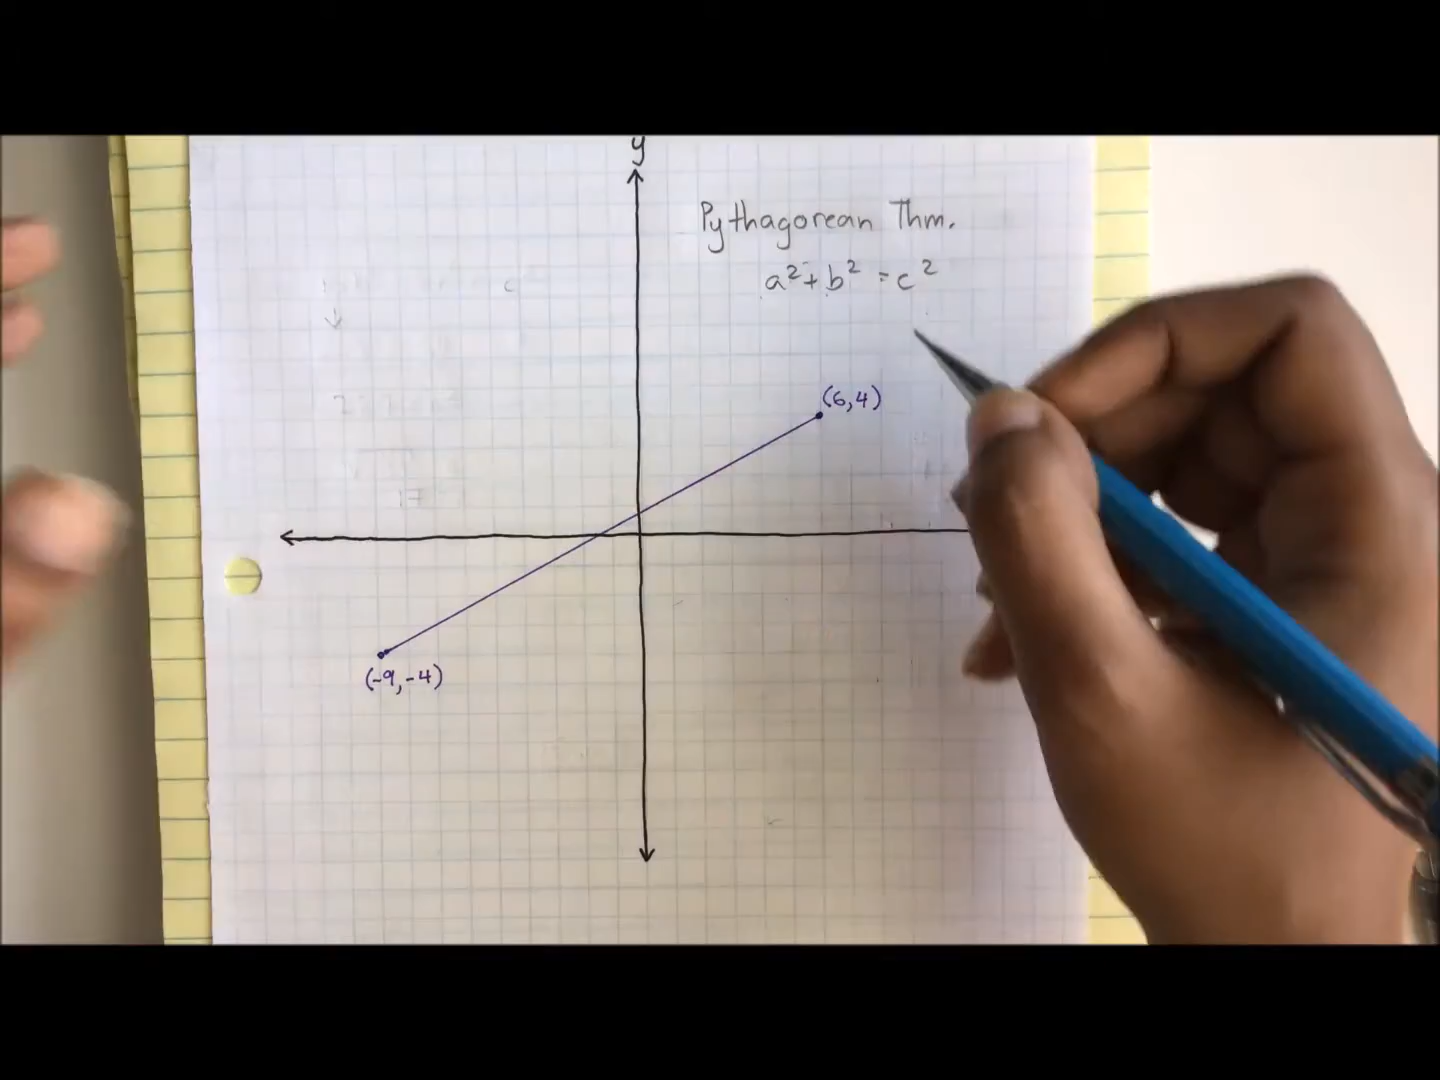 y
Pythagorean Thm.
a²+b² = c²
(6,4)
(-9,-4)